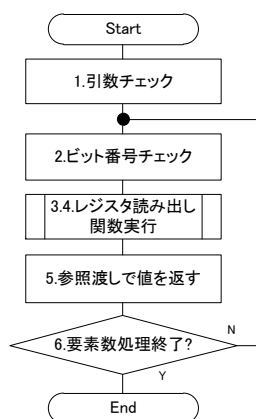 Start
1.引数チェック
2.ビット番号チェック
3.4.レジスタ読み出し
関数実行
5.参照渡しで値を返す
6.要素数処理終了?
N
Y
End